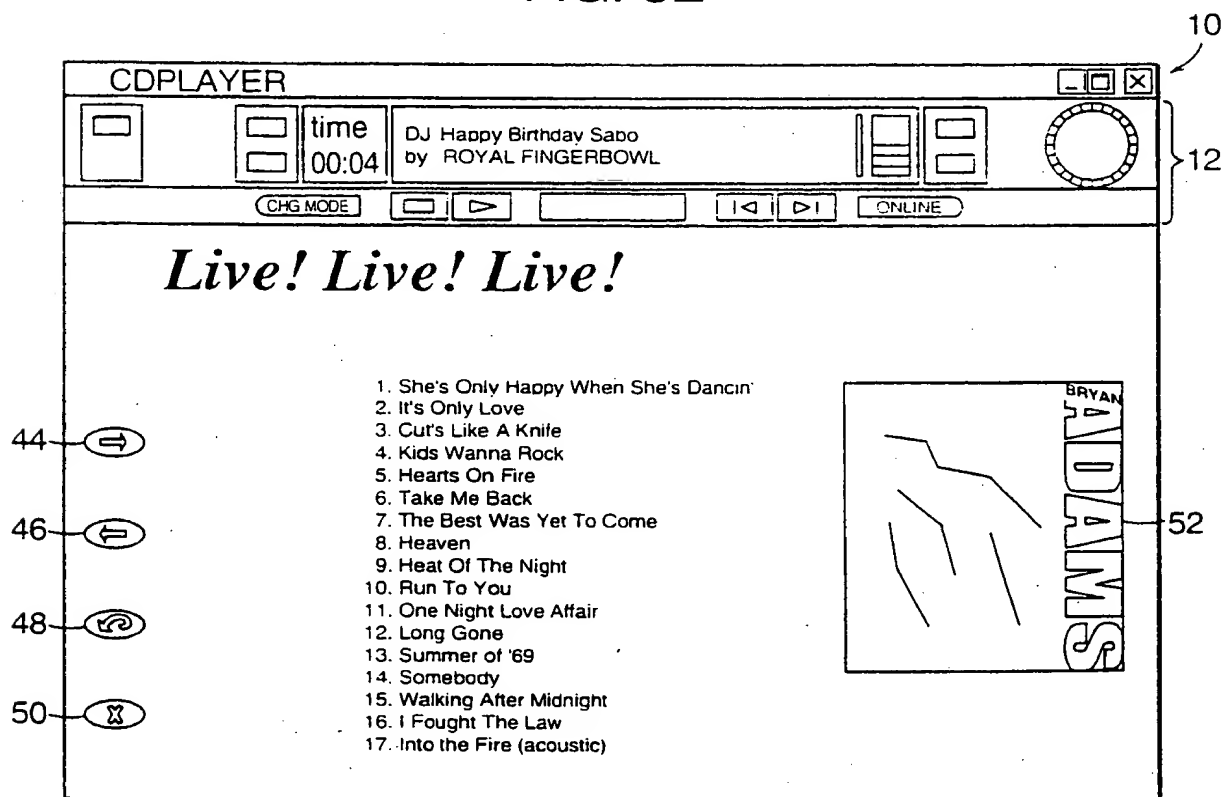 10
CDPLAYER
time
00:04
DJ Happy Birthday Sabo
by ROYAL FINGERBOWL
12
CHG MODE
ONLINE
Live! Live! Live!
1. She's Only Happy When She's Dancin'
2. It's Only Love
3. Cut's Like A Knife
4. Kids Wanna Rock
5. Hearts On Fire
6. Take Me Back
7. The Best Was Yet To Come
8. Heaven
9. Heat Of The Night
10. Run To You
11. One Night Love Affair
12. Long Gone
13. Summer of '69
14. Somebody
15. Walking After Midnight
16. I Fought The Law
17. Into the Fire (acoustic)
BRYAN
ADAMS
44
46
48
50
52